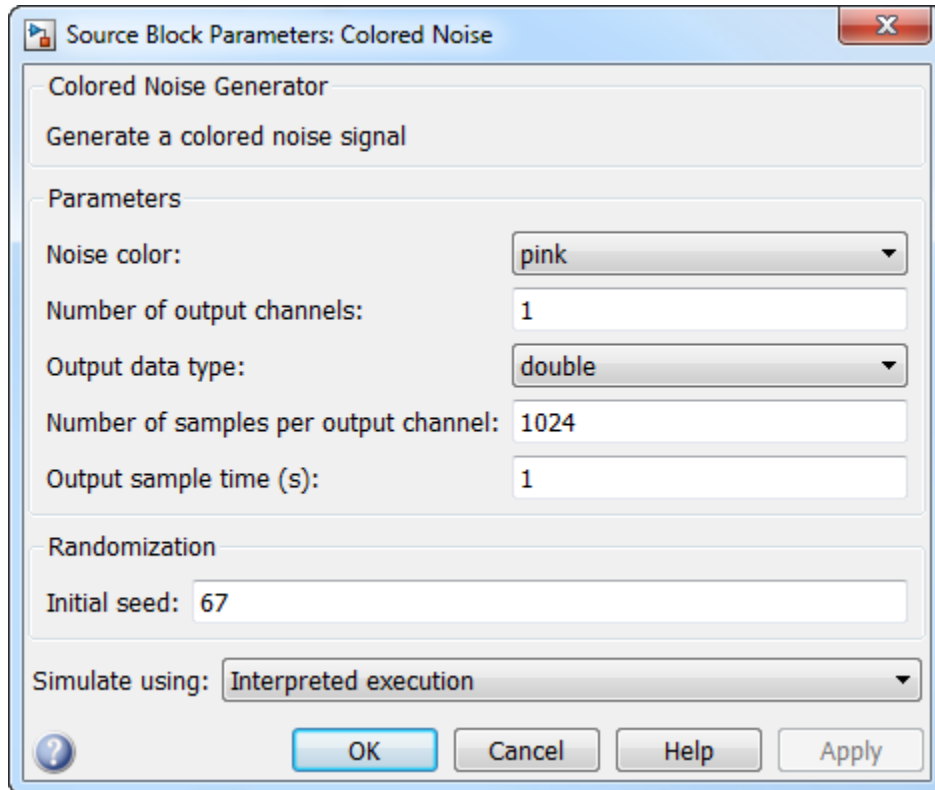 Source Block Parameters: Colored Noise
Colored Noise Generator
Generate a colored noise signal
Parameters
Noise color: pink
Number of output channels: 1
Output data type: double
Number of samples per output channel: 1024
Output sample time (s): 1
Randomization
Initial seed: 67
Simulate using: Interpreted execution
? OK Cancel Help Apply